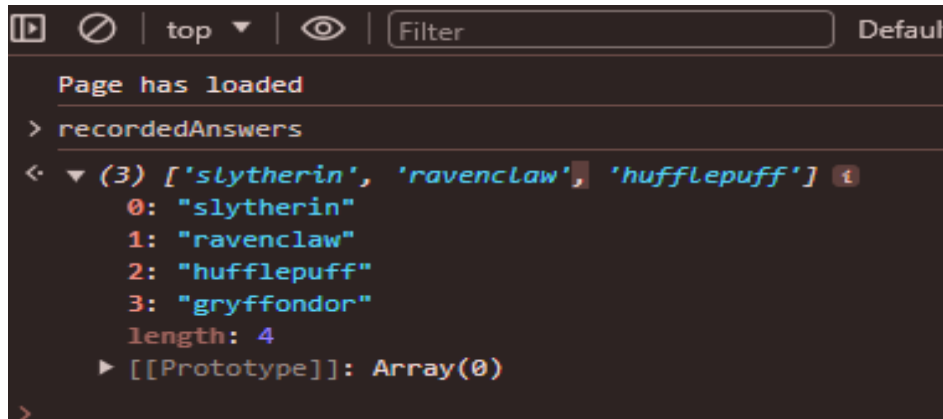 top ▼ Filter Defaul
Page has loaded
> recordedAnswers
(3) ['slytherin', 'ravenclaw', 'hufflepuff'] i
0: "slytherin"
1: "ravenclaw"
2: "hufflepuff"
3: "gryffondor"
length: 4
[[Prototype]]: Array(0)
>